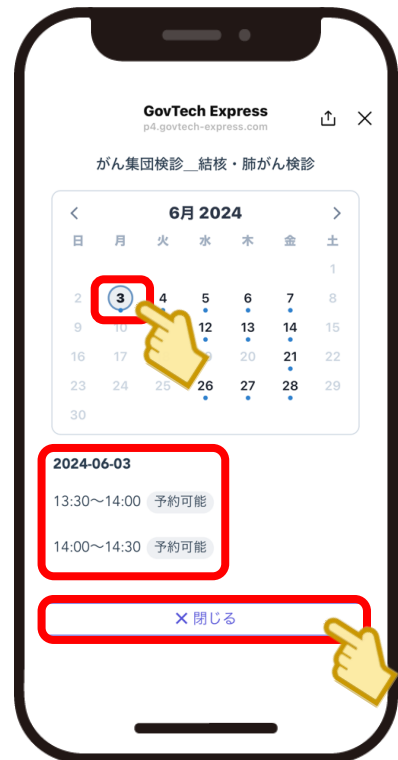 GovTech Express
p4.govtech-express.com
がん集団検診__結核・肺がん検診
6月 2024
日 月 火 水 木 金 土
1
2 3 4 5 6 7 8
9 10 12 13 14 15
16 17 20 21 22
23 24 25 26 27 28 29
30
2024-06-03
13:30〜14:00 予約可能
14:00〜14:30 予約可能
× 閉じる